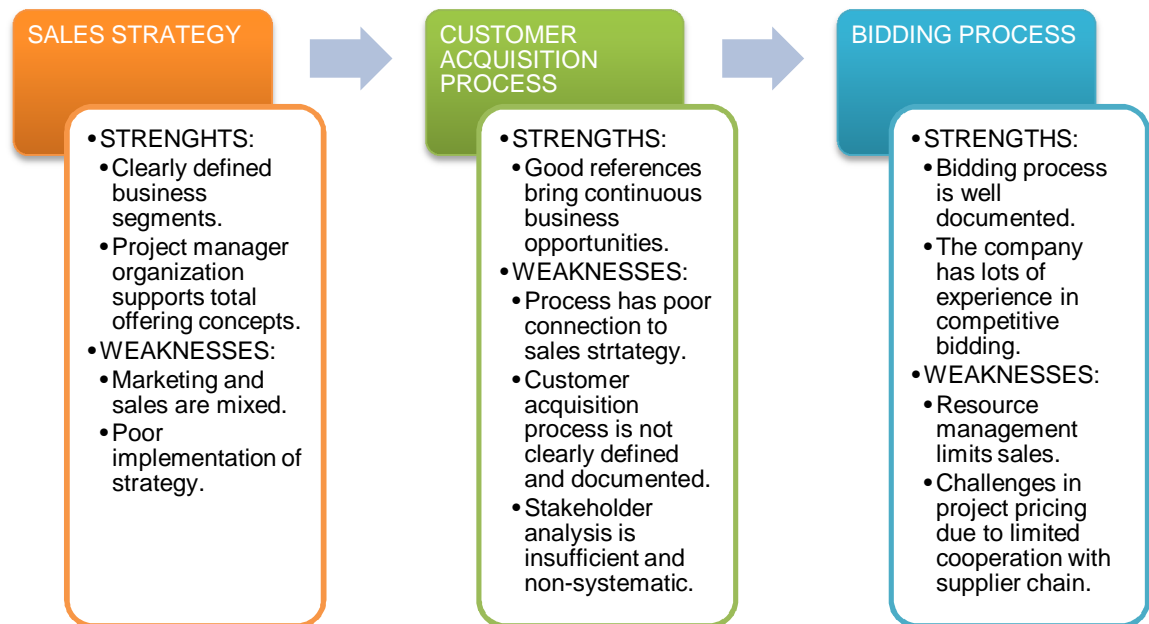 SALES STRATEGY
•STRENGHTS:
•Clearly defined
business
segments.
•Project manager
organization
supports total
offering concepts.
•WEAKNESSES:
•Marketing and
sales are mixed.
•Poor
implementation of
strategy.
CUSTOMER
ACQUISITION
PROCESS
•STRENGTHS:
•Good references
bring continuous
business
opportunities.
•WEAKNESSES:
•Process has poor
connection to
sales strtategy.
•Customer
acquisition
process is not
clearly defined
and documented.
•Stakeholder
analysis is
insufficient and
non-systematic.
BIDDING PROCESS
•STRENGTHS:
•Bidding process
is well
documented.
•The company
has lots of
experience in
competitive
bidding.
•WEAKNESSES:
•Resource
management
limits sales.
•Challenges in
project pricing
due to limited
cooperation with
supplier chain.